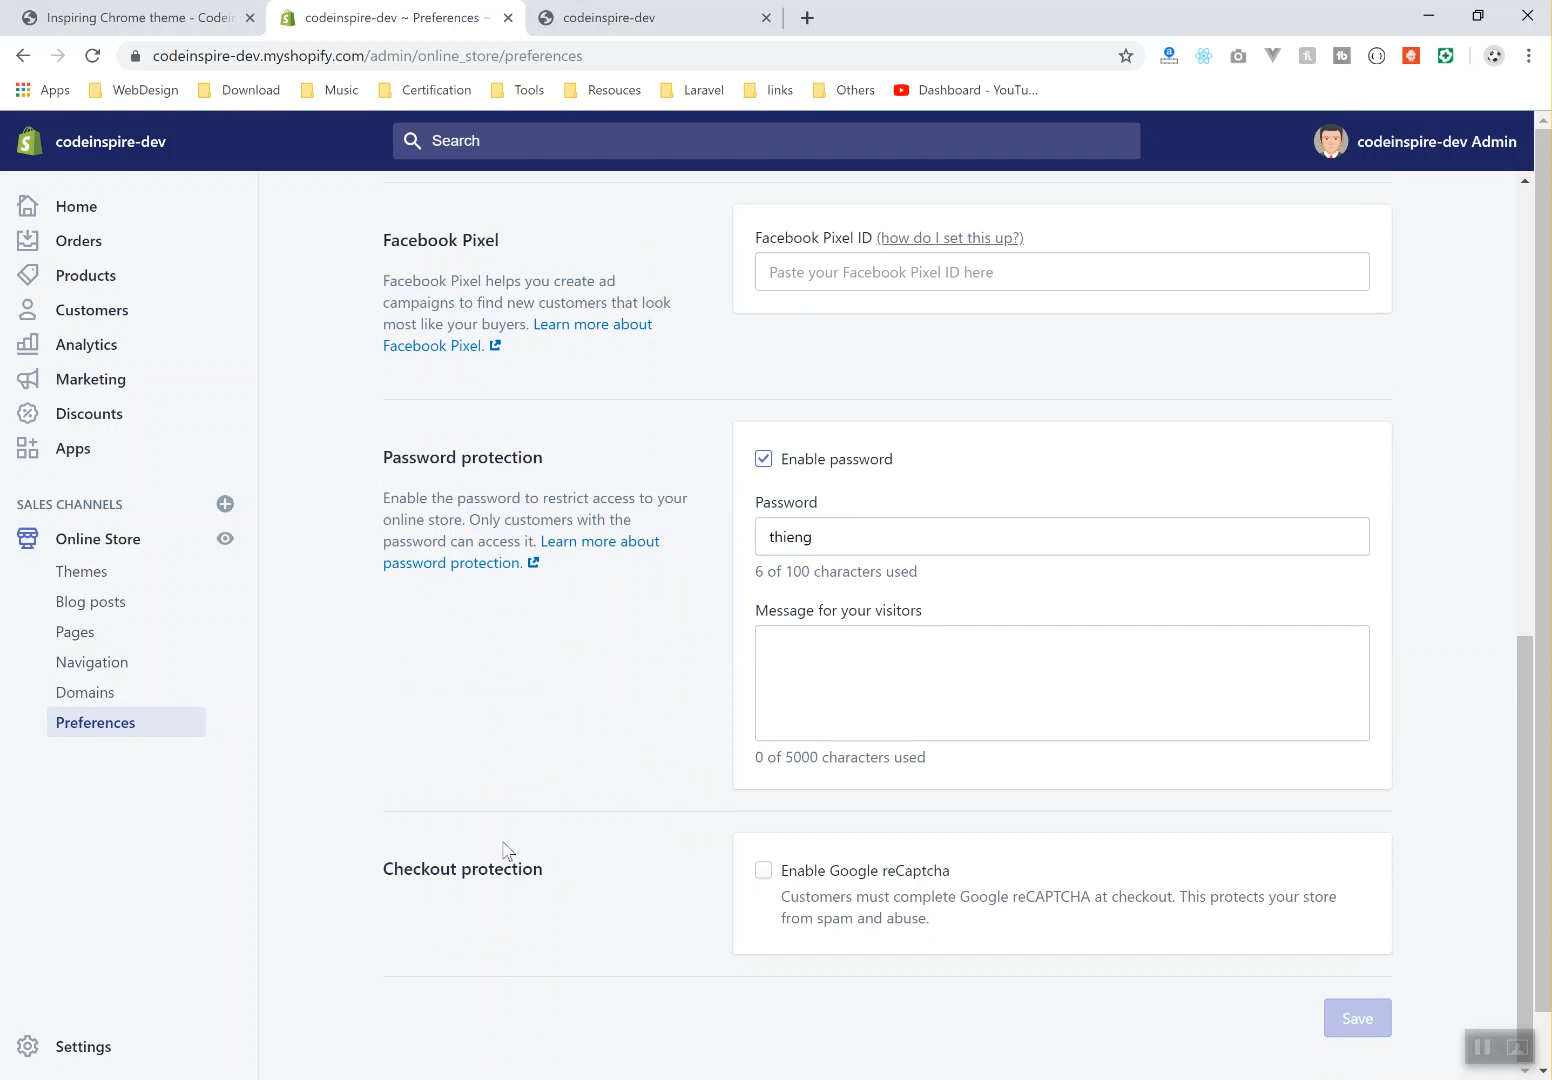 Inspiring Chrome theme - Codein
codeinspire-dev ~ Preferences ~
codeinspire-dev
codeinspire-dev.myshopify.com/admin/online_store/preferences
Apps
WebDesign
Download
Music
Certification
Tools
Resouces
Laravel
links
Others
Dashboard - YouTu...
codeinspire-dev
Search
codeinspire-dev Admin
Home
Orders
Products
Customers
Analytics
Marketing
Discounts
Apps
SALES CHANNELS
Online Store
Themes
Blog posts
Pages
Navigation
Domains
Preferences
Settings
Facebook Pixel
Facebook Pixel helps you create ad
campaigns to find new customers that look
most like your buyers. Learn more about
Facebook Pixel.
Facebook Pixel ID (how do I set this up?)
Paste your Facebook Pixel ID here
Password protection
Enable the password to restrict access to your
online store. Only customers with the
password can access it. Learn more about
password protection.
Enable password
Password
thieng
6 of 100 characters used
Message for your visitors
0 of 5000 characters used
Checkout protection
Enable Google reCaptcha
Customers must complete Google reCAPTCHA at checkout. This protects your store
from spam and abuse.
Save